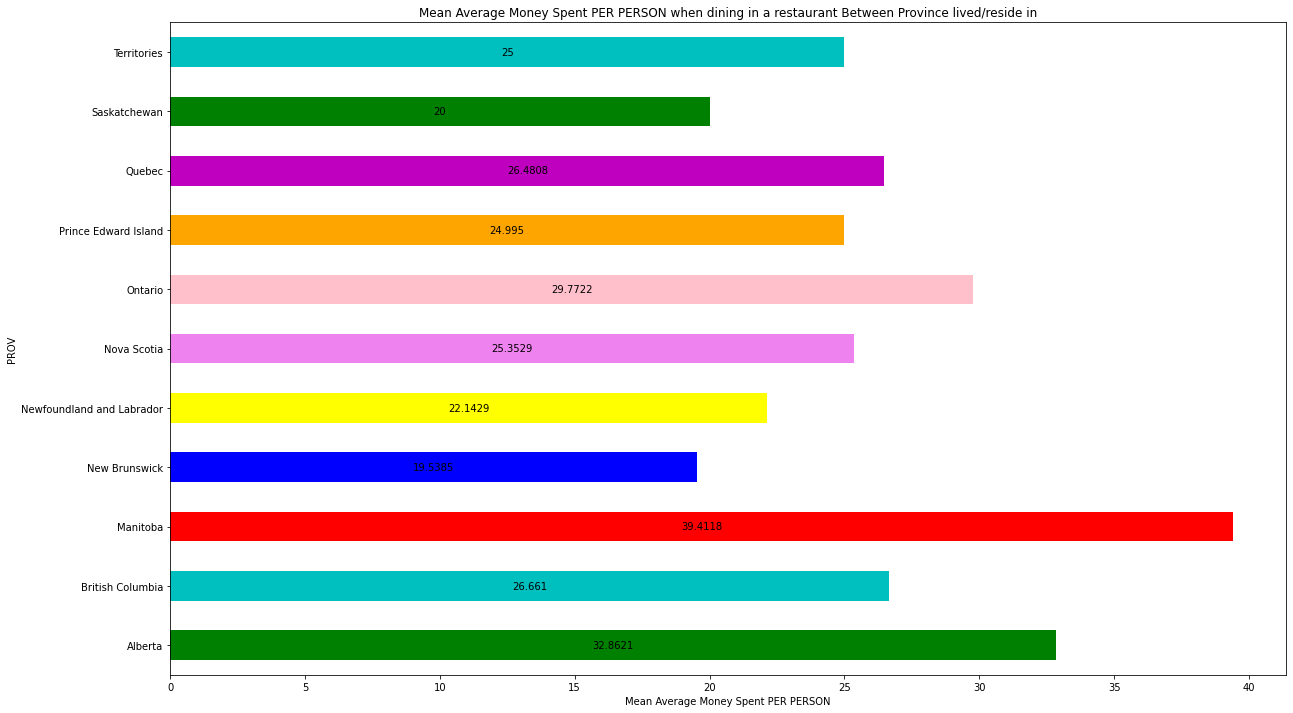 Mean Average Money Spent PER PERSON when dining in a restaurant Between Province lived/reside in
Territories
25
Saskatchewan
20
Quebec
26.4808
Prince Edward Island
24.995
Ontario
29.7722
PROV
Nova Scotia
25.3529
Newfoundland and Labrador
22.1429
New Brunswick
19.5385
Manitoba
39.4118
British Columbia
26.661
Alberta
32.8621
0 5 10 15 20 25 30 35 40
Mean Average Money Spent PER PERSON